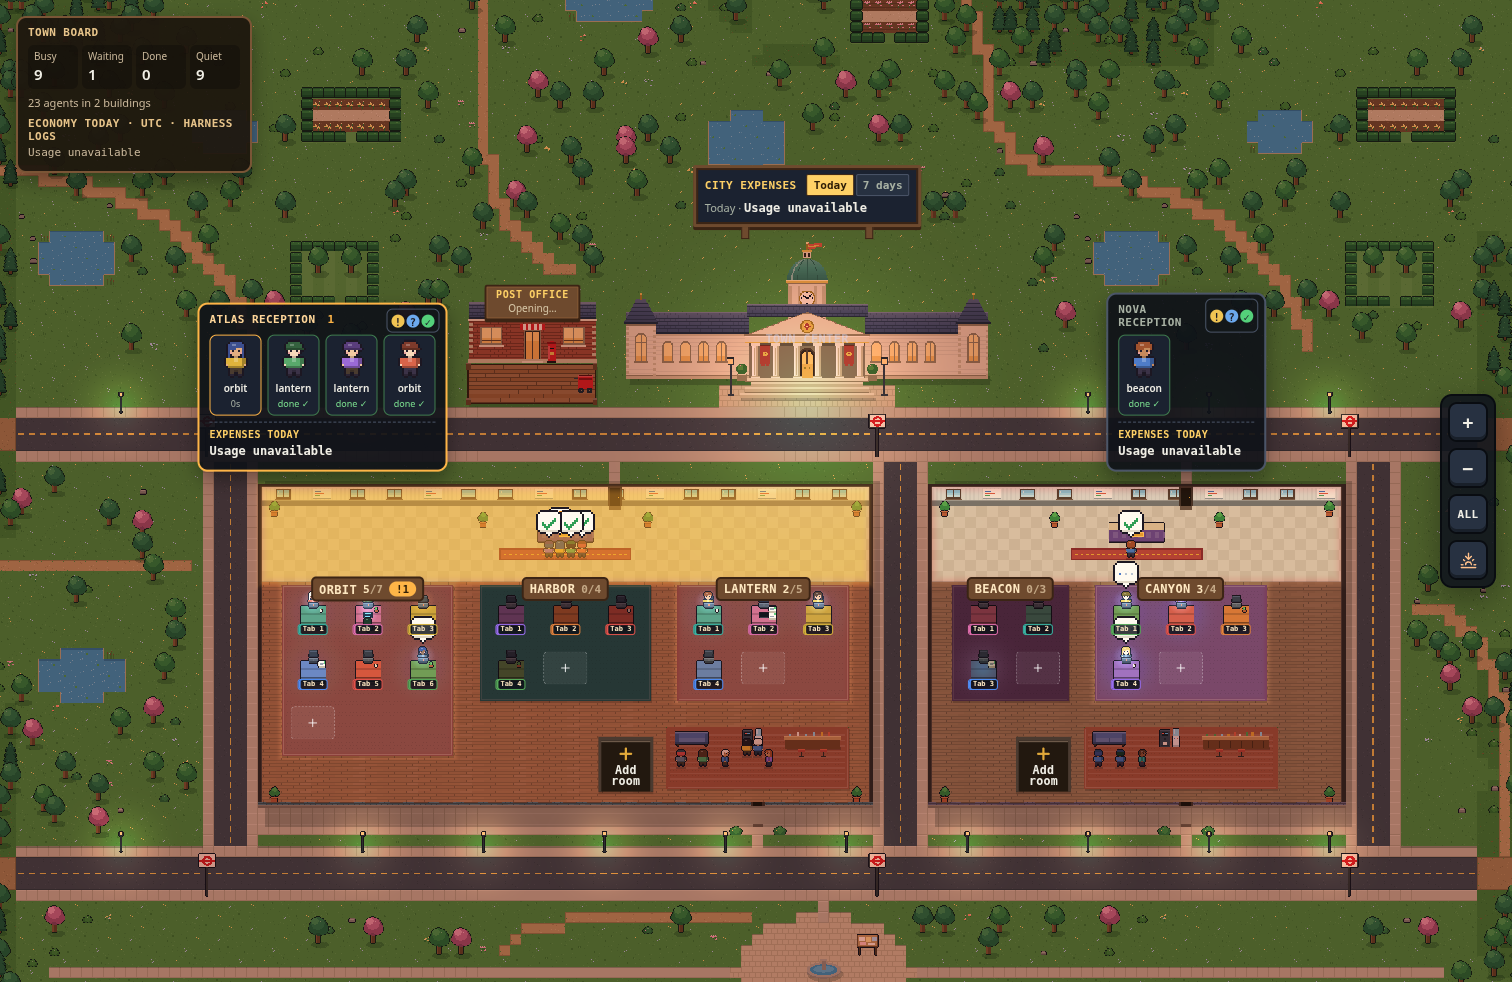 TOWN BOARD
Busy Waiting Done Quiet
9 1 0 9
23 agents in 2 buildings
ECONOMY TODAY · UTC · HARNESS
LOGS
Usage unavailable
CITY EXPENSES Today 7 days
Today · Usage unavailable
POST OFFICE
Opening...
ATLAS RECEPTION 1 ! ? ✓
orbit lantern lantern orbit
0s done ✓ done ✓ done ✓
EXPENSES TODAY
Usage unavailable
NOVA
RECEPTION ! ? ✓
beacon
done ✓
EXPENSES TODAY
Usage unavailable
+
−
ALL
ORBIT 5/7 !1
Tab 1 Tab 2 Tab 3
Tab 4 Tab 5 Tab 6
+
HARBOR 0/4
Tab 1 Tab 2 Tab 3
Tab 4 +
LANTERN 2/5
Tab 1 Tab 2 Tab 3
Tab 4 +
+
Add
room
BEACON 0/3
Tab 1 Tab 2
Tab 3 +
CANYON 3/4
Tab 1 Tab 2 Tab 3
Tab 4 +
+
Add
room